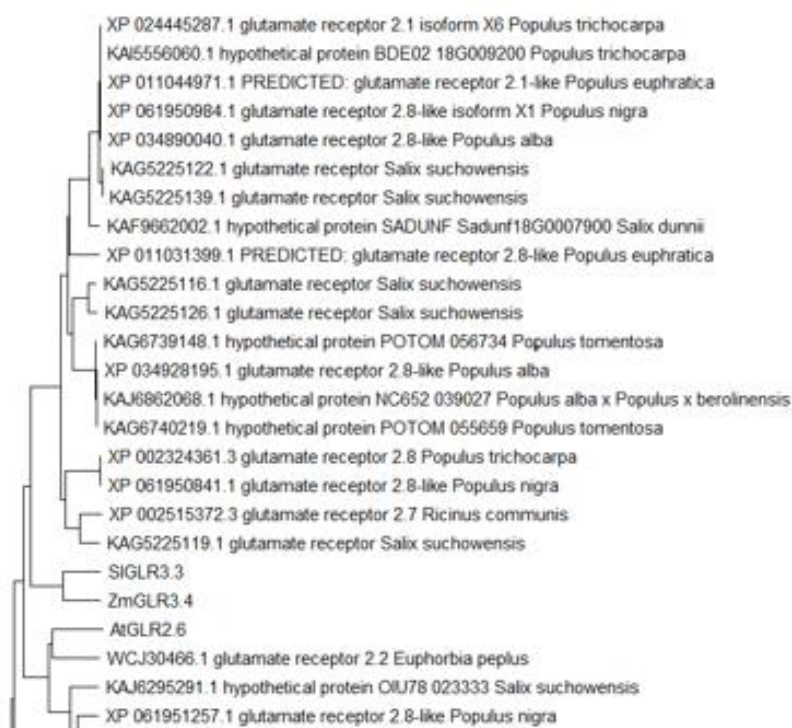 XP 024445287.1 glutamate receptor 2.1 isoform X6 Populus trichocarpa
KAI5556060.1 hypothetical protein BDE02 18G009200 Populus trichocarpa
XP 011044971.1 PREDICTED: glutamate receptor 2.1-like Populus euphratica
XP 061950984.1 glutamate receptor 2.8-like isoform X1 Populus nigra
XP 034890040.1 glutamate receptor 2.8-like Populus alba
KAG5225122.1 glutamate receptor Salix suchowensis
KAG5225139.1 glutamate receptor Salix suchowensis
KAF9662002.1 hypothetical protein SADUNF Sadunf18G0007900 Salix dunnii
XP 011031399.1 PREDICTED: glutamate receptor 2.8-like Populus euphratica
KAG5225116.1 glutamate receptor Salix suchowensis
KAG5225126.1 glutamate receptor Salix suchowensis
KAG6739148.1 hypothetical protein POTOM 056734 Populus tomentosa
XP 034928195.1 glutamate receptor 2.8-like Populus alba
KAJ6862068.1 hypothetical protein NC652 039027 Populus alba x Populus x berolinensis
KAG6740219.1 hypothetical protein POTOM 055659 Populus tomentosa
XP 002324361.3 glutamate receptor 2.8 Populus trichocarpa
XP 061950841.1 glutamate receptor 2.8-like Populus nigra
XP 002515372.3 glutamate receptor 2.7 Ricinus communis
KAG5225119.1 glutamate receptor Salix suchowensis
SlGLR3.3
ZmGLR3.4
AtGLR2.6
WCJ30466.1 glutamate receptor 2.2 Euphorbia peplus
KAJ6295291.1 hypothetical protein OIU78 023333 Salix suchowensis
XP 061951257.1 glutamate receptor 2.8-like Populus nigra